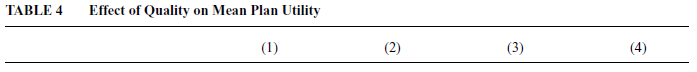 TABLE 4 Effect of Quality on Mean Plan Utility
(1) (2) (3) (4)